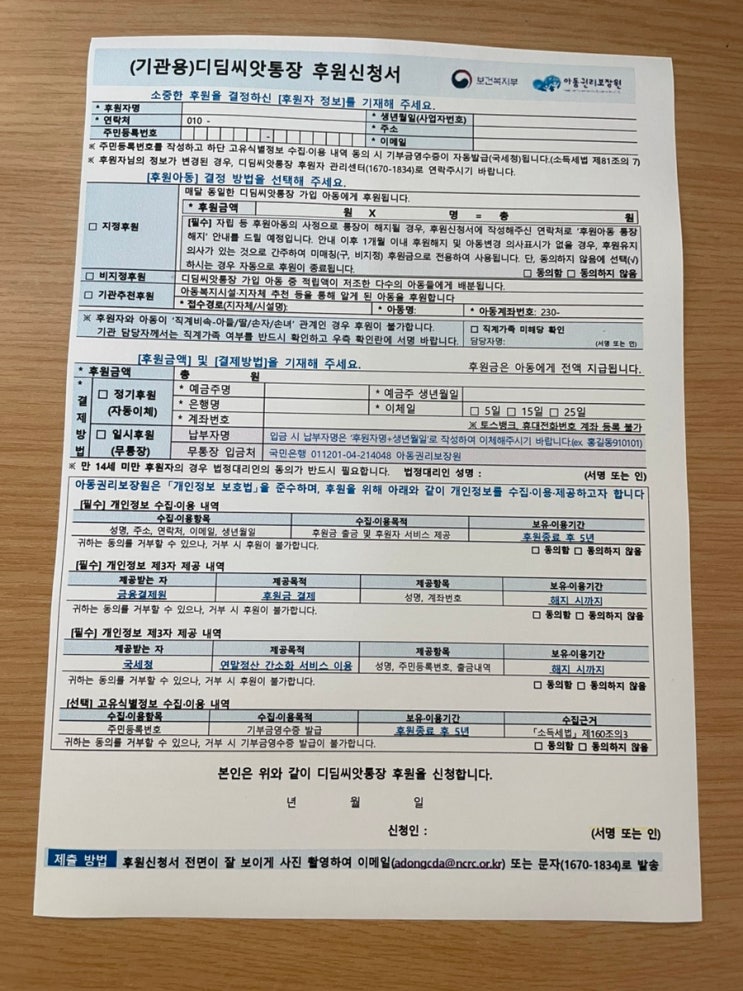 (기관용)디딤씨앗통장 후원신청서
보건복지부
아동권리보장원
소중한 후원을 결정하신 [후원자 정보]를 기재해 주세요.
* 후원자명
* 생년월일(사업자번호)
* 연락처 010 -
* 주소
주민등록번호 -
* 이메일
※ 주민등록번호를 작성하고 하단 고유식별정보 수집·이용 내역 동의 시 기부금영수증이 자동발급(국세청)됩니다.(소득세법 제81조의 7)
※ 후원자님의 정보가 변경된 경우, 디딤씨앗통장 후원자 관리센터(1670-1834)로 연락주시기 바랍니다.
[후원아동] 결정 방법을 선택해 주세요.
□ 지정후원
매달 동일한 디딤씨앗통장 가입 아동에게 후원됩니다.
* 후원금액 원 X 명 = 총 원
[필수] 자립 등 후원아동의 사정으로 통장이 해지될 경우, 후원신청서에 작성해주신 연락처로 '후원아동 통장
해지' 안내를 드릴 예정입니다. 안내 이후 1개월 이내 후원해지 및 아동변경 의사표시가 없을 경우, 후원유지
의사가 있는 것으로 간주하여 미매칭(구, 비지정) 후원금으로 전용하여 사용됩니다. 단, 동의하지 않음에 선택(√)
하시는 경우 자동으로 후원이 종료됩니다. □ 동의함 □ 동의하지 않음
□ 비지정후원 디딤씨앗통장 가입 아동 중 적립액이 저조한 다수의 아동들에게 배분됩니다.
□ 기관추천후원 아동복지시설·지자체 추천 등을 통해 알게 된 아동을 후원합니다
* 접수경로(지자체/시설명): * 아동명: * 아동계좌번호: 230-
※ 후원자와 아동이 '직계비속-아들/딸/손자/손녀' 관계인 경우 후원이 불가합니다.
기관 담당자께서는 직계가족 여부를 반드시 확인하고 우측 확인란에 서명 바랍니다.
□ 직계가족 미해당 확인
담당자명: (서명 또는 인)
[후원금액] 및 [결제방법]을 기재해 주세요. 후원금은 아동에게 전액 지급됩니다.
* 후원금액 총 원
* 결제방법
□ 정기후원
(자동이체)
* 예금주명 * 예금주 생년월일
* 은행명 * 이체일 □ 5일 □ 15일 □ 25일
* 계좌번호 ※ 토스뱅크, 휴대전화번호 계좌 등록 불가
□ 일시후원
(무통장)
납부자명 입금 시 납부자명은 '후원자명+생년월일'로 작성하여 이체해주시기 바랍니다.(ex. 홍길동910101)
무통장 입금처 국민은행 011201-04-214048 아동권리보장원
※ 만 14세 미만 후원자의 경우 법정대리인의 동의가 반드시 필요합니다. 법정대리인 성명 : (서명 또는 인)
아동권리보장원은 「개인정보 보호법」을 준수하며, 후원을 위해 아래와 같이 개인정보를 수집·이용·제공하고자 합니다
[필수] 개인정보 수집·이용 내역
수집·이용항목 수집·이용목적 보유·이용기간
성명, 주소, 연락처, 이메일, 생년월일 후원금 출금 및 후원자 서비스 제공 후원종료 후 5년
귀하는 동의를 거부할 수 있으나, 거부 시 후원이 불가합니다. □ 동의함 □ 동의하지 않음
[필수] 개인정보 제3자 제공 내역
제공받는 자 제공목적 제공항목 보유·이용기간
금융결제원 후원금 결제 성명, 계좌번호 해지 시까지
귀하는 동의를 거부할 수 있으나, 거부 시 후원이 불가합니다. □ 동의함 □ 동의하지 않음
[필수] 개인정보 제3자 제공 내역
제공받는 자 제공목적 제공항목 보유·이용기간
국세청 연말정산 간소화 서비스 이용 성명, 주민등록번호, 출금내역 해지 시까지
귀하는 동의를 거부할 수 있으나, 거부 시 후원이 불가합니다. □ 동의함 □ 동의하지 않음
[선택] 고유식별정보 수집·이용 내역
수집·이용항목 수집·이용목적 보유·이용기간 수집근거
주민등록번호 기부금영수증 발급 후원종료 후 5년 「소득세법」 제160조의3
귀하는 동의를 거부할 수 있으나, 거부 시 기부금영수증 발급이 불가합니다. □ 동의함 □ 동의하지 않음
본인은 위와 같이 디딤씨앗통장 후원을 신청합니다.
년 월 일
신청인 : (서명 또는 인)
제출 방법 후원신청서 전면이 잘 보이게 사진 촬영하여 이메일(adongcda@ncrc.or.kr) 또는 문자(1670-1834)로 발송